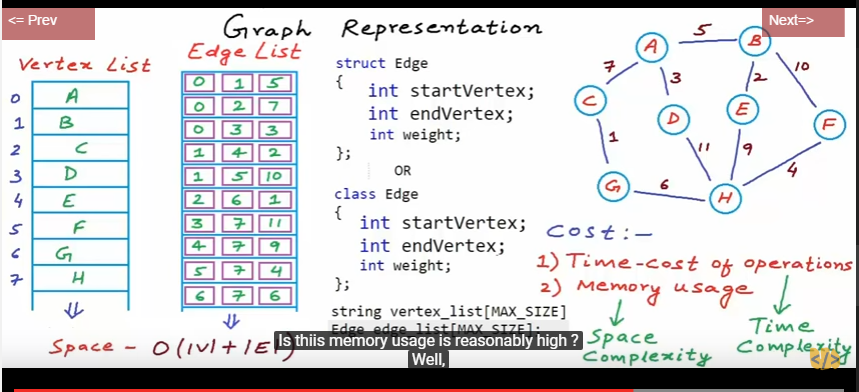 <= Prev
Next=>
Graph Representation
Vertex List
0 A
1 B
2 C
3 D
4 E
5 F
6 G
7 H
Edge List
0 1 5
0 2 7
0 3 3
1 4 2
1 5 10
2 6 1
3 7 11
4 7 9
5 7 4
6 7 6
Space - O(|V|+|E|)
struct Edge
{
int startVertex;
int endVertex;
int weight;
};
OR
class Edge
{
int startVertex;
int endVertex;
int weight;
};
string vertex_list[MAX_SIZE]
Edge edge_list[MAX_SIZE];
A 5 B
7 3 2 10
C D E F
1 11 9 4
G 6 H
Cost:-
1) Time-cost of operations
2) Memory usage
Space Complexity
Time Complexity
</>
Is thiis memory usage is reasonably high ?
Well,